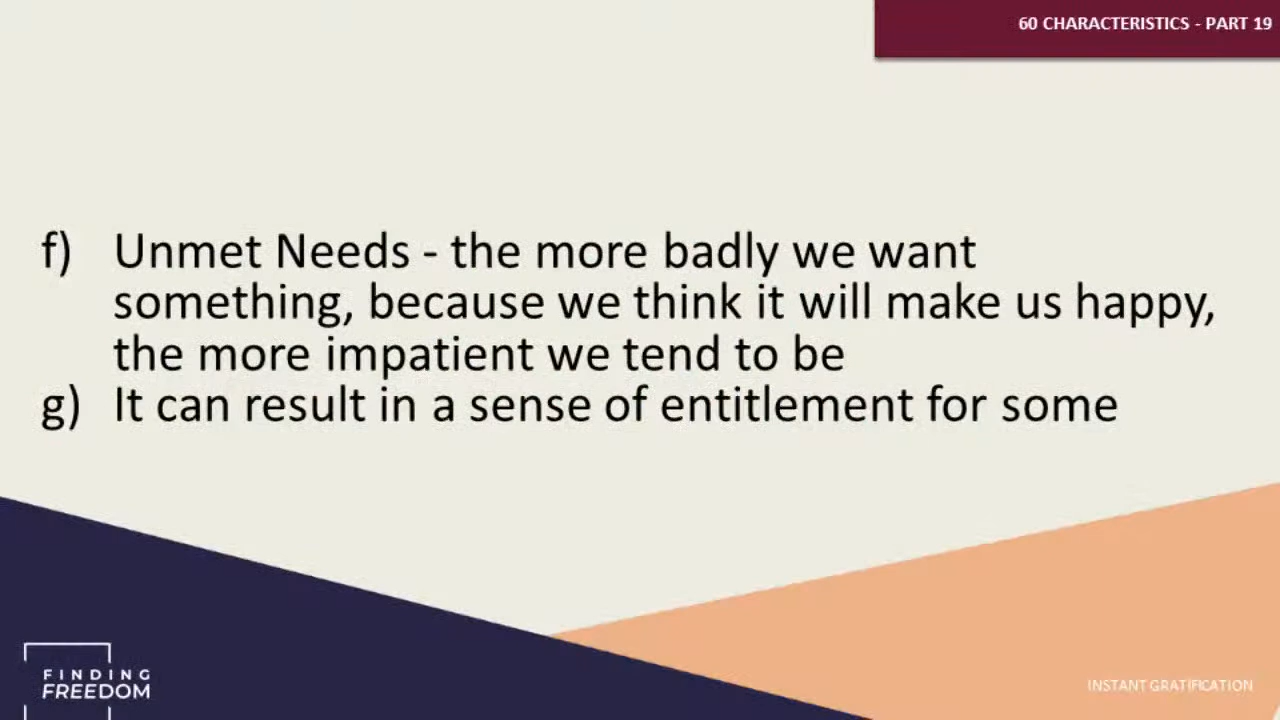 60 CHARACTERISTICS - PART 19
f) Unmet Needs - the more badly we want
something, because we think it will make us happy,
the more impatient we tend to be
g) It can result in a sense of entitlement for some
FINDING
FREEDOM
INSTANT GRATIFICATION